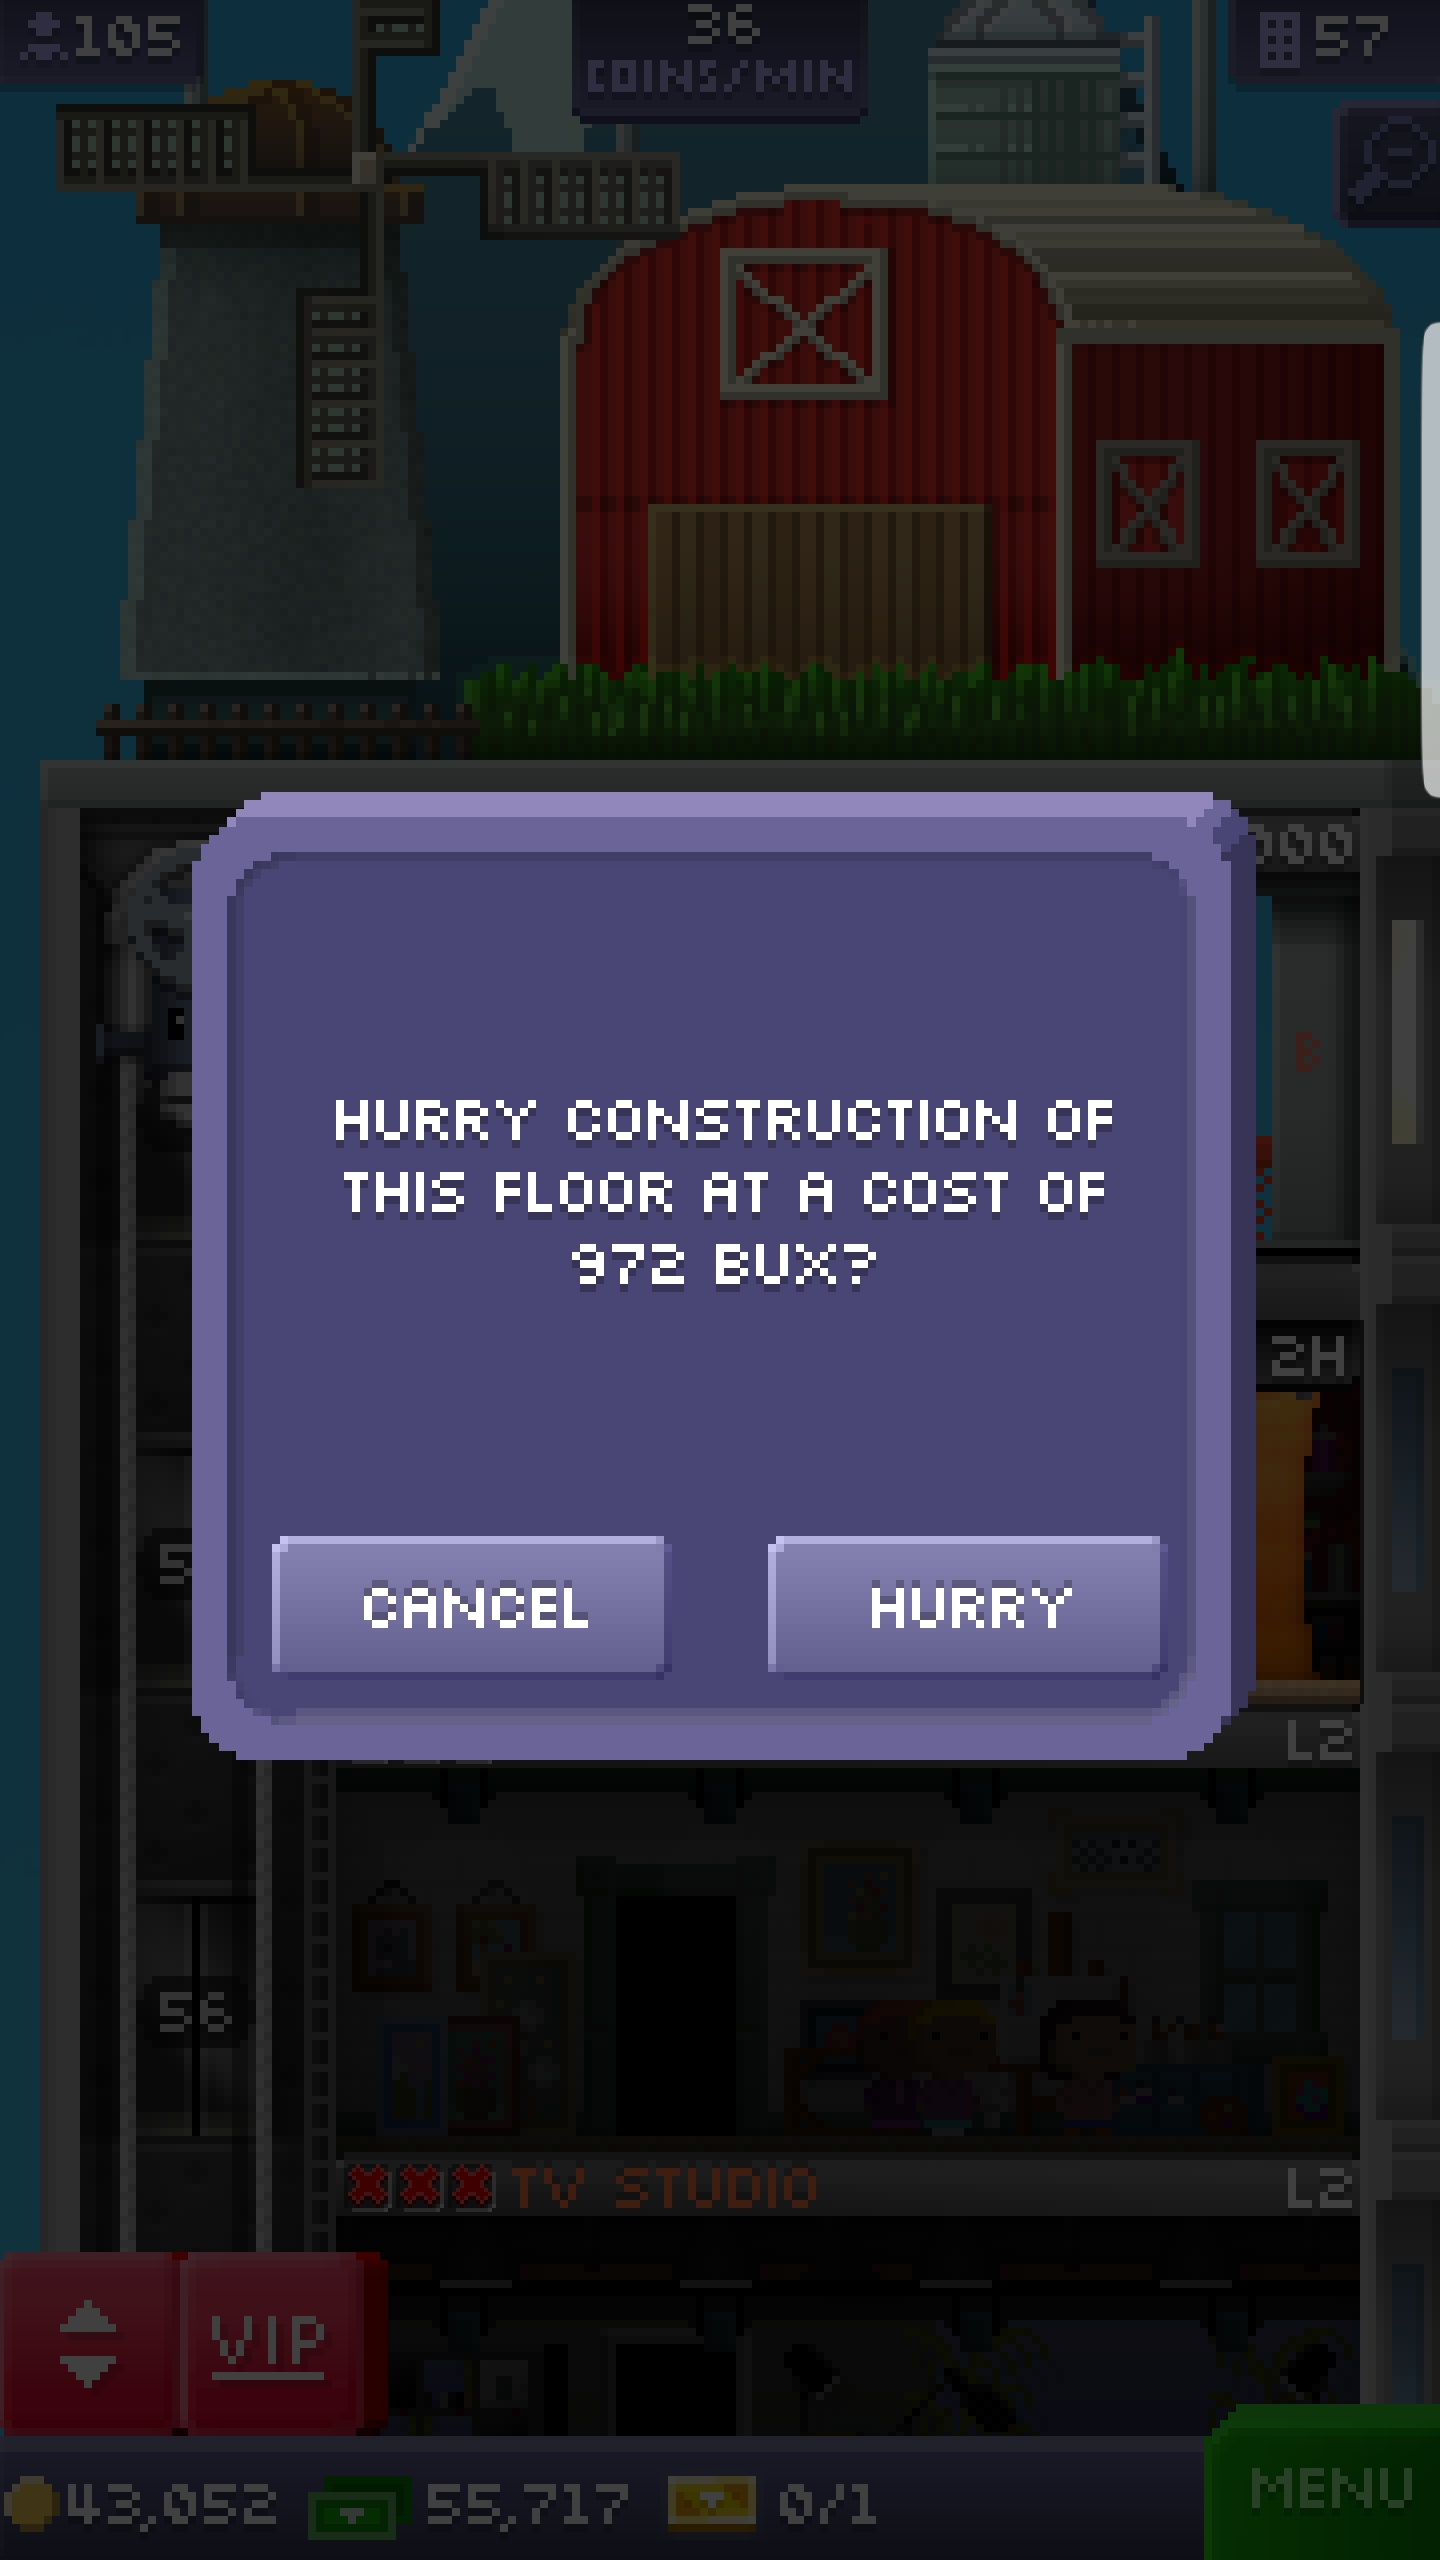 105
36
COINS/MIN
57
000
B
HURRY CONSTRUCTION OF
THIS FLOOR AT A COST OF
972 BUX?
2H
CANCEL
HURRY
L2
56
TV STUDIO
L2
VIP
43,052
55,717
0/1
MENU